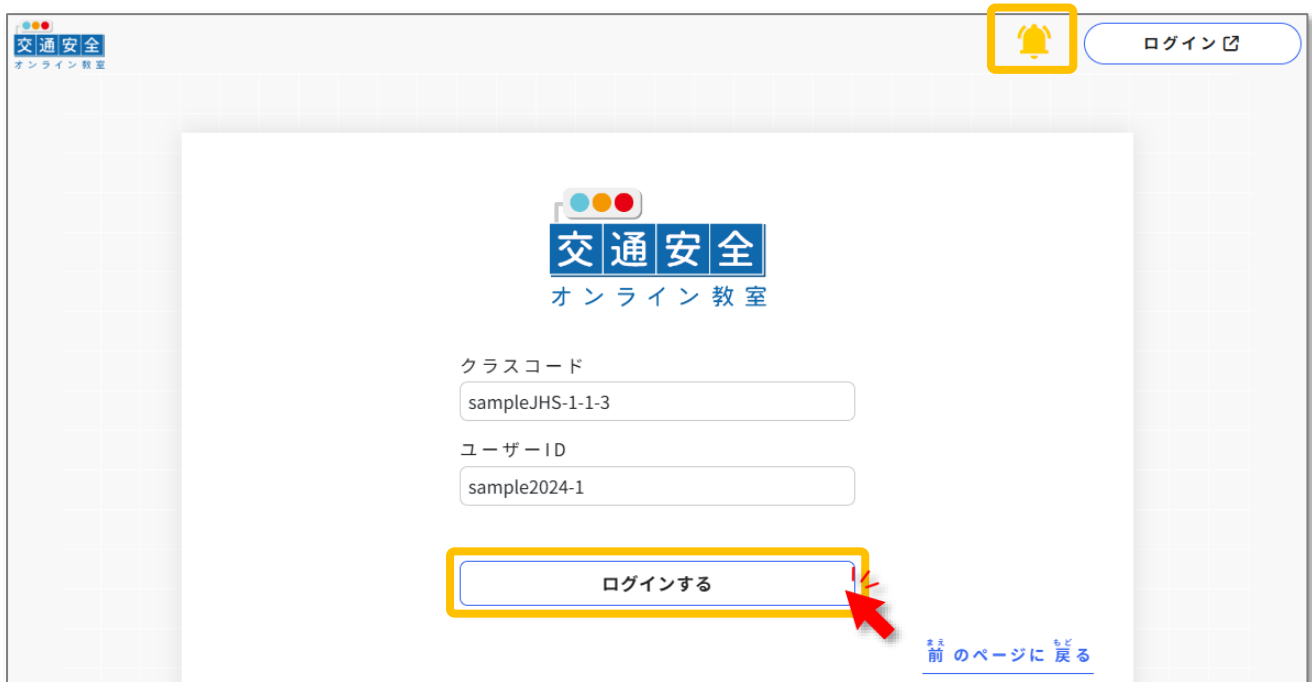 交通安全
オンライン教室
ログイン
交通安全
オンライン教室
クラスコード
sampleJHS-1-1-3
ユーザーID
sample2024-1
ログインする
まえ もど
前のページに戻る